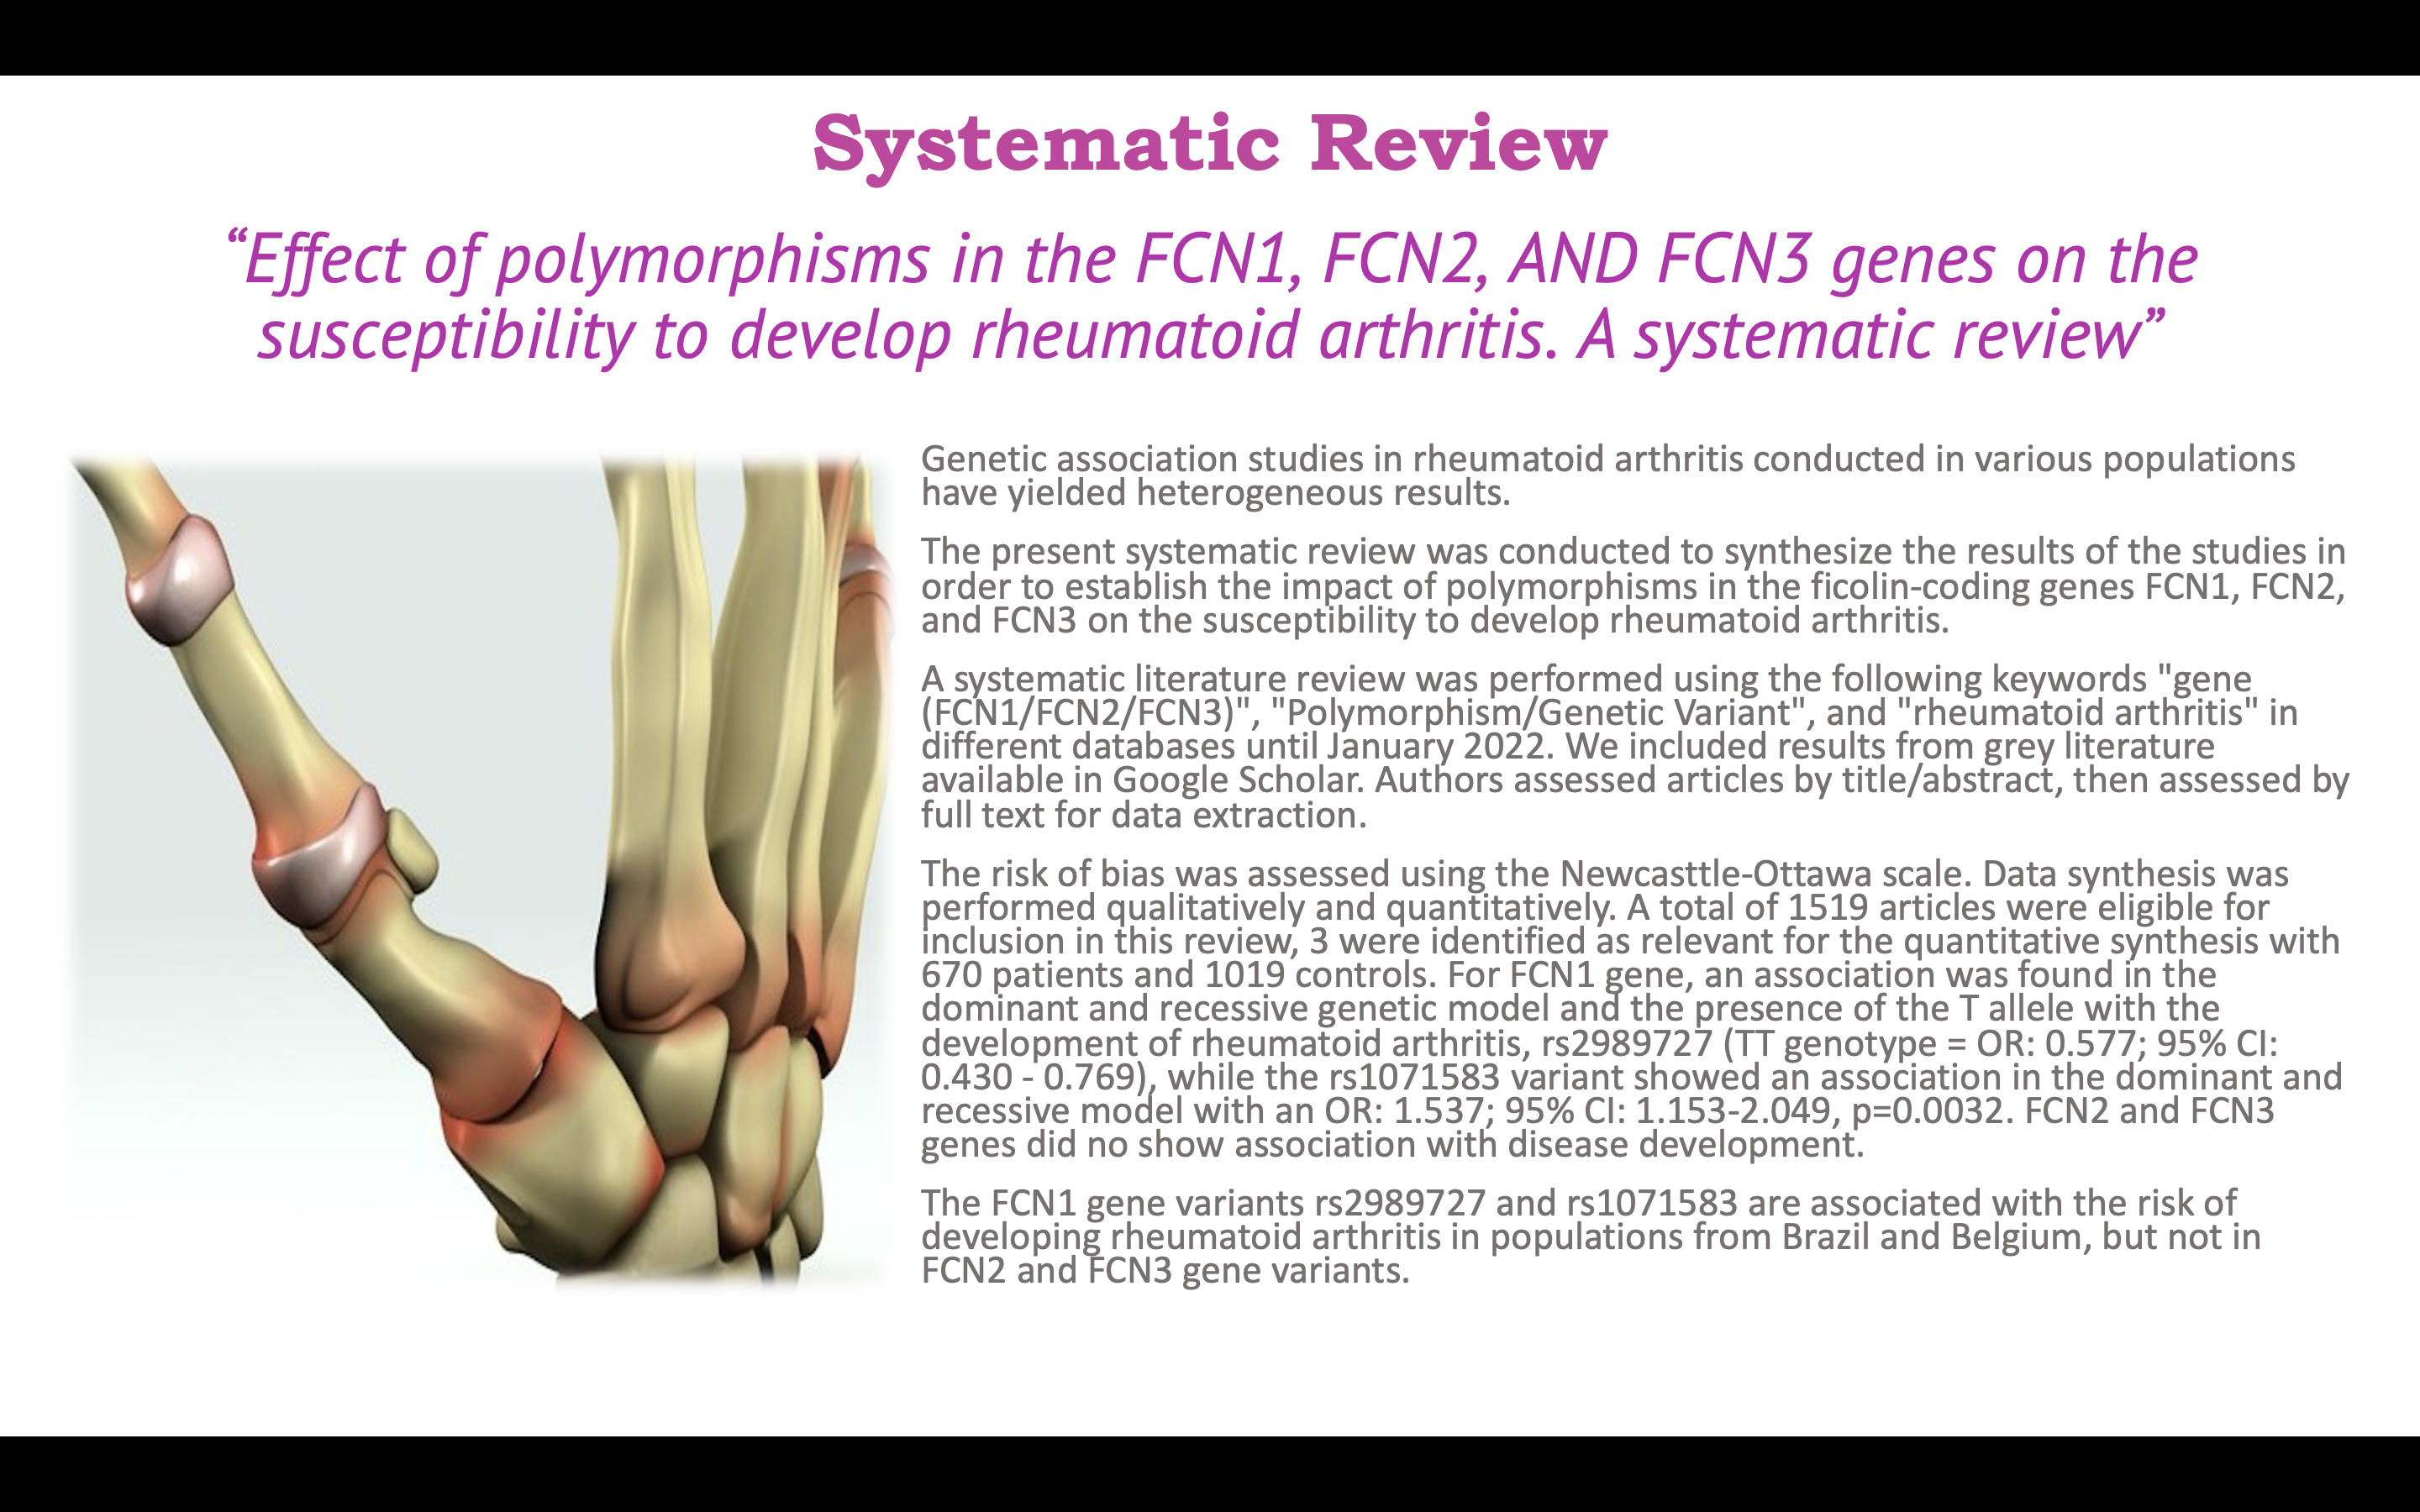 Systematic Review
“Effect of polymorphisms in the FCN1, FCN2, AND FCN3 genes on the
susceptibility to develop rheumatoid arthritis. A systematic review”
Genetic association studies in rheumatoid arthritis conducted in various populations
have yielded heterogeneous results.
The present systematic review was conducted to synthesize the results of the studies in
order to establish the impact of polymorphisms in the ficolin-coding genes FCN1, FCN2,
and FCN3 on the susceptibility to develop rheumatoid arthritis.
A systematic literature review was performed using the following keywords "gene
(FCN1/FCN2/FCN3)", "Polymorphism/Genetic Variant", and "rheumatoid arthritis" in
different databases until January 2022. We included results from grey literature
available in Google Scholar. Authors assessed articles by title/abstract, then assessed by
full text for data extraction.
The risk of bias was assessed using the Newcasttle-Ottawa scale. Data synthesis was
performed qualitatively and quantitatively. A total of 1519 articles were eligible for
inclusion in this review, 3 were identified as relevant for the quantitative synthesis with
670 patients and 1019 controls. For FCN1 gene, an association was found in the
dominant and recessive genetic model and the presence of the T allele with the
development of rheumatoid arthritis, rs2989727 (TT genotype = OR: 0.577; 95% CI:
0.430 - 0.769), while the rs1071583 variant showed an association in the dominant and
recessive model with an OR: 1.537; 95% CI: 1.153-2.049, p=0.0032. FCN2 and FCN3
genes did no show association with disease development.
The FCN1 gene variants rs2989727 and rs1071583 are associated with the risk of
developing rheumatoid arthritis in populations from Brazil and Belgium, but not in
FCN2 and FCN3 gene variants.